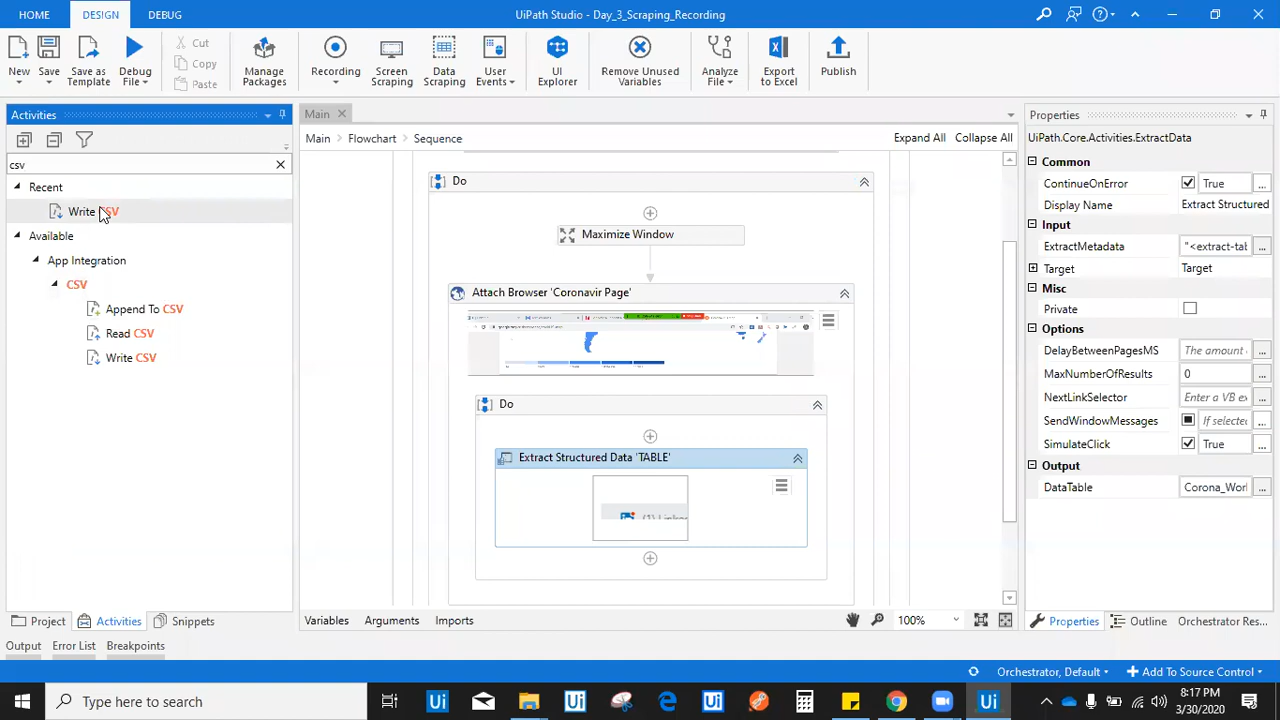 HOME
DESIGN
DEBUG
UiPath Studio - Day_3_Scraping_Recording
New
Save
Save as Template
Debug File
Cut
Copy
Paste
Manage Packages
Recording
Screen Scraping
Data Scraping
User Events
UI Explorer
Remove Unused Variables
Analyze File
Export to Excel
Publish
Activities
csv
Recent
Write CSV
Available
App Integration
CSV
Append To CSV
Read CSV
Write CSV
Project
Activities
Snippets
Main
Main
Flowchart
Sequence
Expand All
Collapse All
Do
Maximize Window
Attach Browser 'Coronavir Page'
Do
Extract Structured Data 'TABLE'
(1) Linke
Variables
Arguments
Imports
100%
Properties
UiPath.Core.Activities.ExtractData
Common
ContinueOnError True ...
Display Name Extract Structured
Input
ExtractMetadata "<extract-tal ...
Target Target
Misc
Private
Options
DelayBetweenPagesMS The amount ...
MaxNumberOfResults 0 ...
NextLinkSelector Enter a VB ex ...
SendWindowMessages If selected ...
SimulateClick True ...
Output
DataTable Corona_Worl ...
Properties
Outline
Orchestrator Res...
Output
Error List
Breakpoints
Orchestrator, Default
Add To Source Control
Type here to search
8:17 PM
3/30/2020